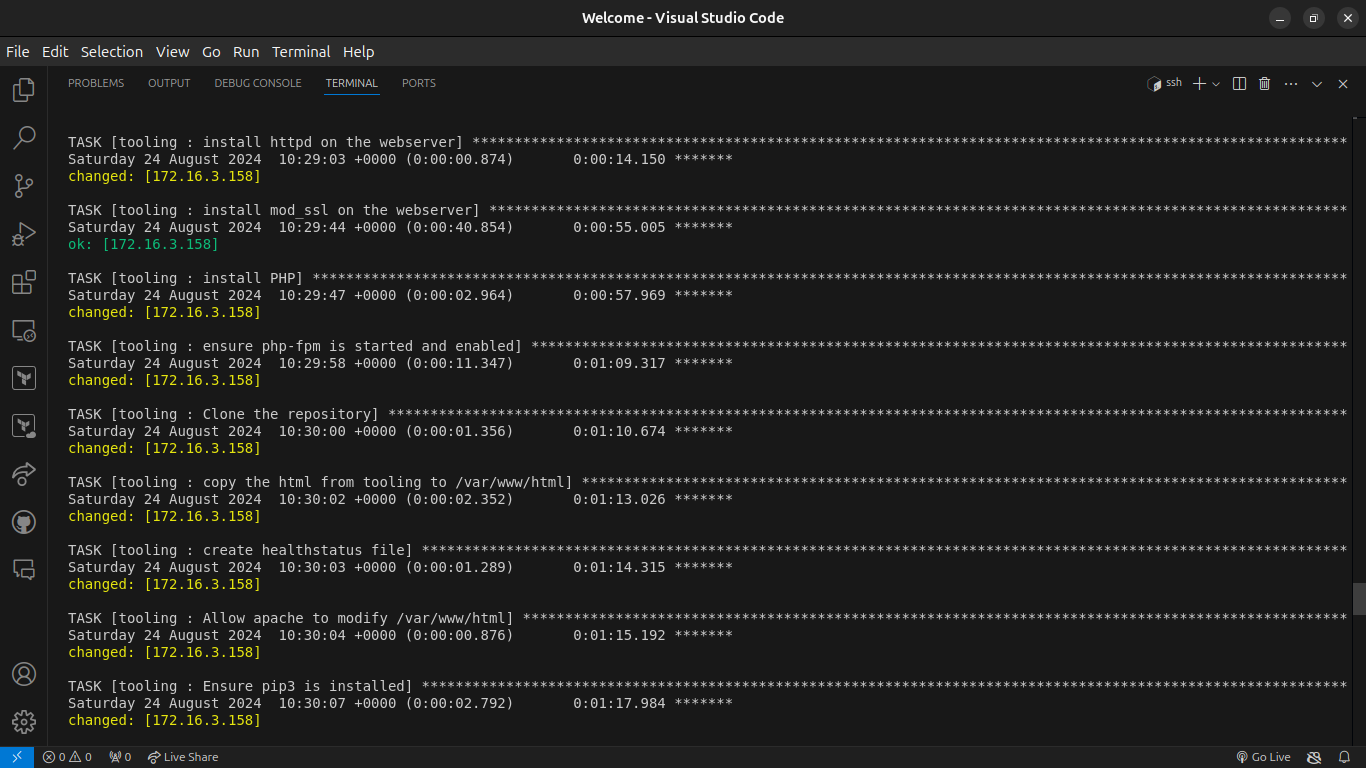 Welcome - Visual Studio Code
File Edit Selection View Go Run Terminal Help
PROBLEMS OUTPUT DEBUG CONSOLE TERMINAL PORTS
ssh
TASK [tooling : install httpd on the webserver] ********************************************************************************************************
Saturday 24 August 2024  10:29:03 +0000 (0:00:00.874)       0:00:14.150 *******
changed: [172.16.3.158]
TASK [tooling : install mod_ssl on the webserver] ******************************************************************************************************
Saturday 24 August 2024  10:29:44 +0000 (0:00:40.854)       0:00:55.005 *******
ok: [172.16.3.158]
TASK [tooling : install PHP] ***************************************************************************************************************************
Saturday 24 August 2024  10:29:47 +0000 (0:00:02.964)       0:00:57.969 *******
changed: [172.16.3.158]
TASK [tooling : ensure php-fpm is started and enabled] *************************************************************************************************
Saturday 24 August 2024  10:29:58 +0000 (0:00:11.347)       0:01:09.317 *******
changed: [172.16.3.158]
TASK [tooling : Clone the repository] ******************************************************************************************************************
Saturday 24 August 2024  10:30:00 +0000 (0:00:01.356)       0:01:10.674 *******
changed: [172.16.3.158]
TASK [tooling : copy the html from tooling to /var/www/html] *******************************************************************************************
Saturday 24 August 2024  10:30:02 +0000 (0:00:02.352)       0:01:13.026 *******
changed: [172.16.3.158]
TASK [tooling : create healthstatus file] **************************************************************************************************************
Saturday 24 August 2024  10:30:03 +0000 (0:00:01.289)       0:01:14.315 *******
changed: [172.16.3.158]
TASK [tooling : Allow apache to modify /var/www/html] **************************************************************************************************
Saturday 24 August 2024  10:30:04 +0000 (0:00:00.876)       0:01:15.192 *******
changed: [172.16.3.158]
TASK [tooling : Ensure pip3 is installed] **************************************************************************************************************
Saturday 24 August 2024  10:30:07 +0000 (0:00:02.792)       0:01:17.984 *******
changed: [172.16.3.158]
0 0 0 Live Share Go Live